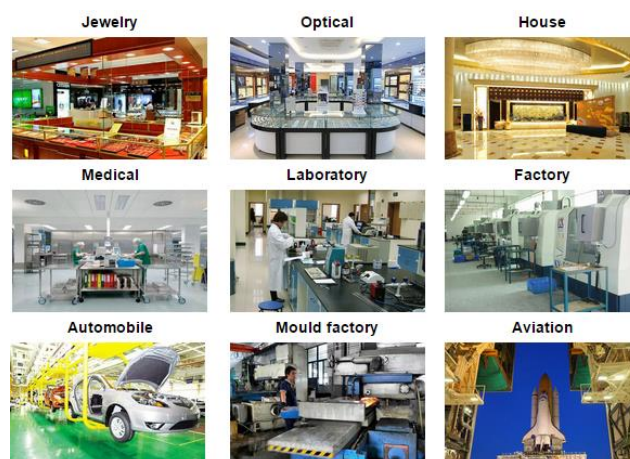 Jewelry
Optical
House
Medical
Laboratory
Factory
Automobile
Mould factory
Aviation